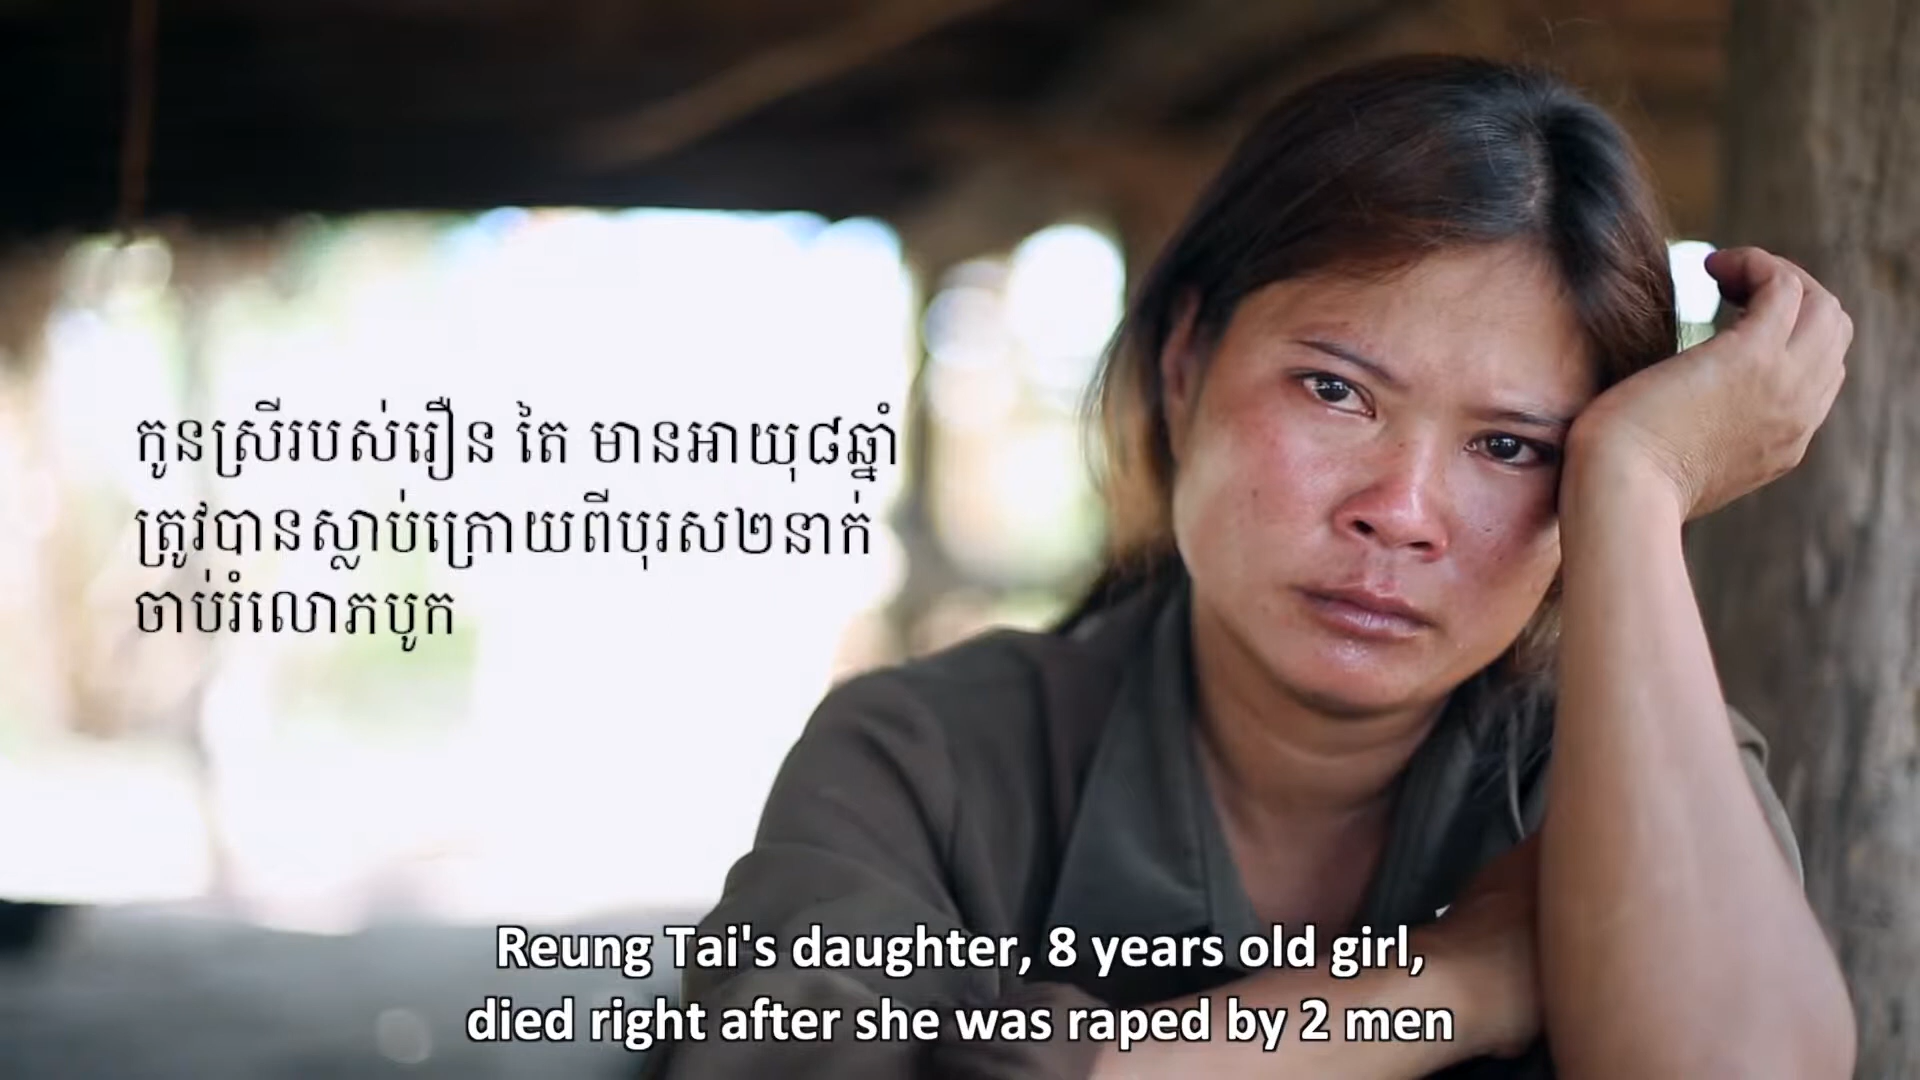 កូនស្រីរបស់រឿន តៃ មានអាយុ៨ឆ្នាំ
ត្រូវបានស្លាប់ក្រោយពីបុរស២នាក់
ចាប់រំលោភបូក
Reung Tai's daughter, 8 years old girl,
died right after she was raped by 2 men